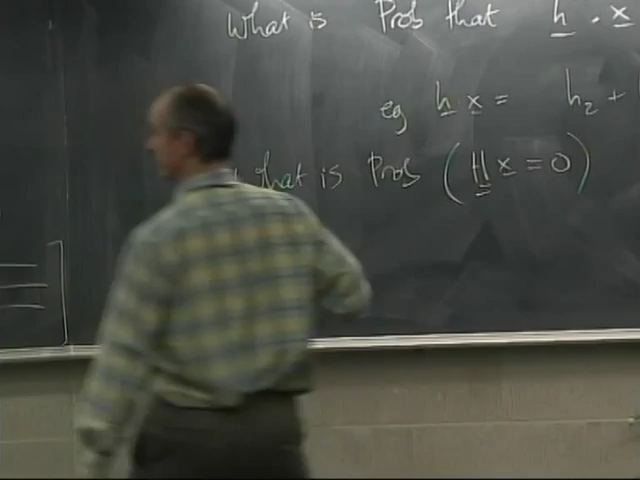 What is Prob that h . x
eg h x = h₂ +
What is Prob (H x = 0)